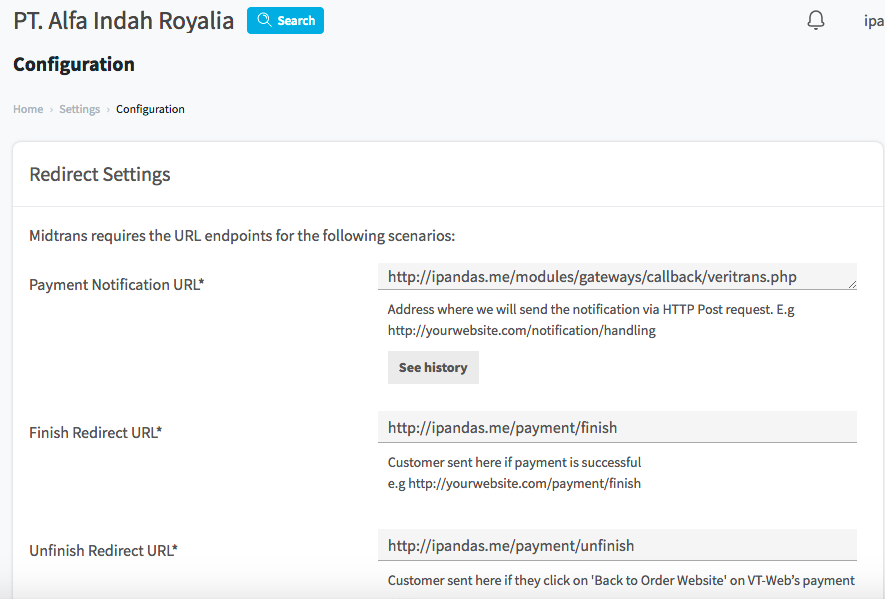 PT. Alfa Indah Royalia Search ipa
Configuration
Home › Settings › Configuration
Redirect Settings
Midtrans requires the URL endpoints for the following scenarios:
Payment Notification URL*
http://ipandas.me/modules/gateways/callback/veritrans.php
Address where we will send the notification via HTTP Post request. E.g
http://yourwebsite.com/notification/handling
See history
Finish Redirect URL*
http://ipandas.me/payment/finish
Customer sent here if payment is successful
e.g http://yourwebsite.com/payment/finish
Unfinish Redirect URL*
http://ipandas.me/payment/unfinish
Customer sent here if they click on 'Back to Order Website' on VT-Web’s payment